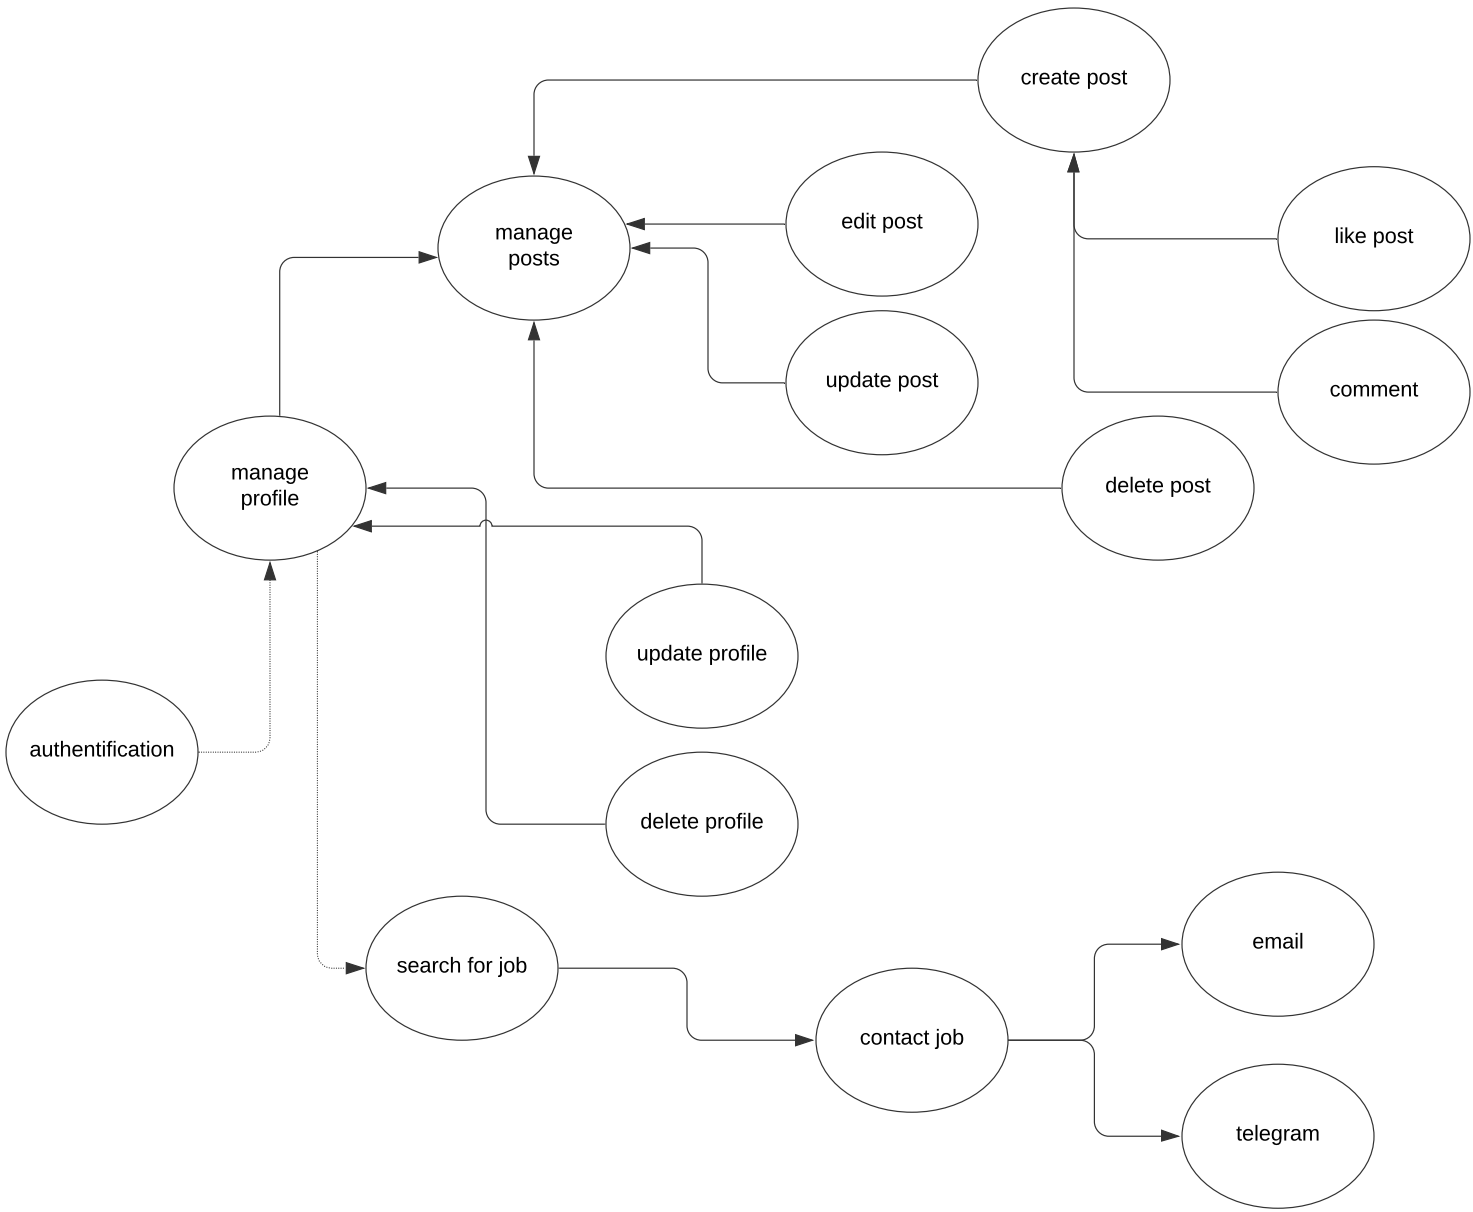 create post
manage
posts
edit post
like post
update post
comment
manage
profile
delete post
update profile
authentification
delete profile
search for job
email
contact job
telegram